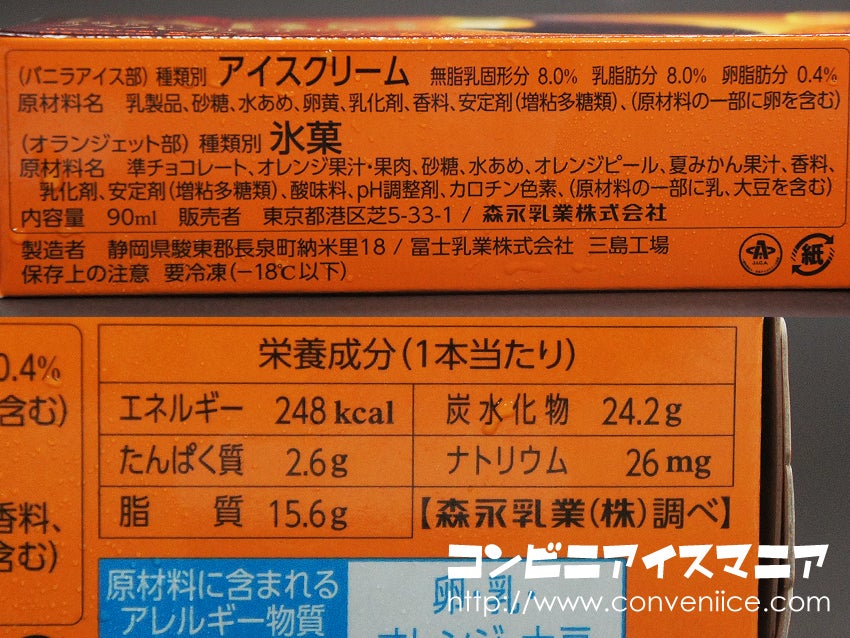 (バニラアイス部) 種類別 アイスクリーム 無脂乳固形分 8.0% 乳脂肪分 8.0% 卵脂肪分 0.4%
原材料名 乳製品、砂糖、水あめ、卵黄、乳化剤、香料、安定剤(増粘多糖類)、(原材料の一部に卵を含む)
(オランジェット部) 種類別 氷菓
原材料名 準チョコレート、オレンジ果汁・果肉、砂糖、水あめ、オレンジピール、夏みかん果汁、香料、
乳化剤、安定剤(増粘多糖類)、酸味料、pH調整剤、カロチン色素、(原材料の一部に乳、大豆を含む)
内容量 90ml 販売者 東京都港区芝5-33-1 / 森永乳業株式会社
製造者 静岡県駿東郡長泉町納米里18 / 冨士乳業株式会社 三島工場
保存上の注意 要冷凍(-18℃以下)
紙
0.4%
含む)
香料、
含む)
栄養成分(1本当たり)
エネルギー 248kcal 炭水化物 24.2g
たんぱく質 2.6g ナトリウム 26mg
脂質 15.6g 【森永乳業(株)調べ】
原材料に含まれる
アレルギー物質
卵、乳、
オレンジ、大豆
コンビニアイスマニア
http://www.conveniice.com/